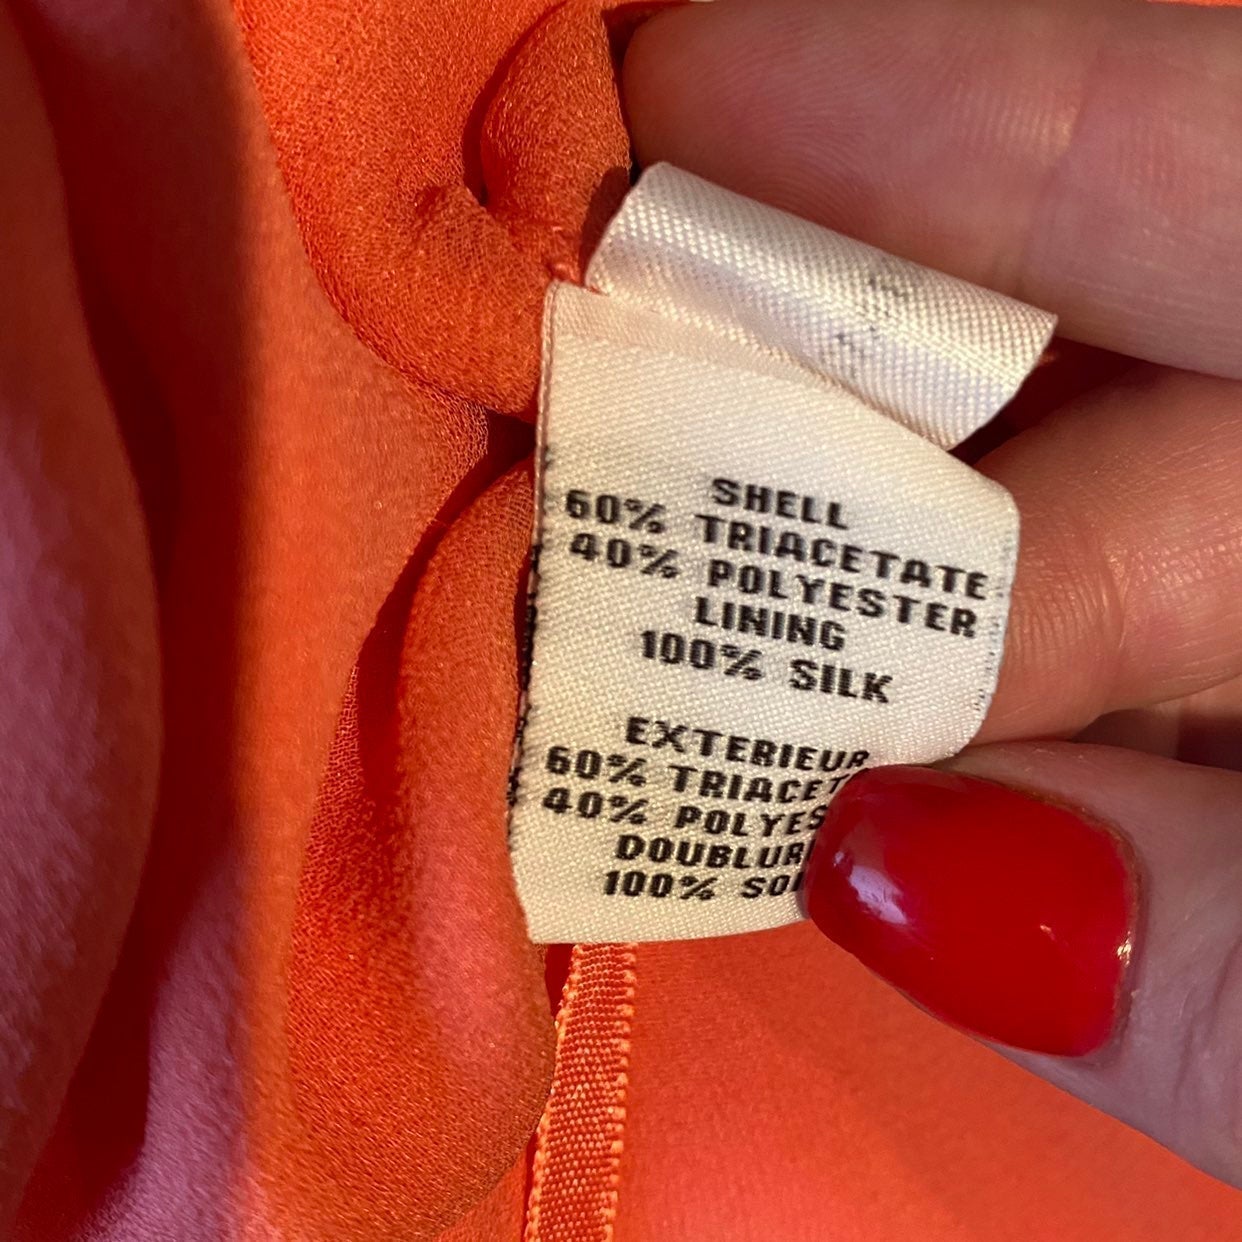 SHELL
60% TRIACETATE
40% POLYESTER
LINING
100% SILK
EXTERIEUR
60%
40%
100%